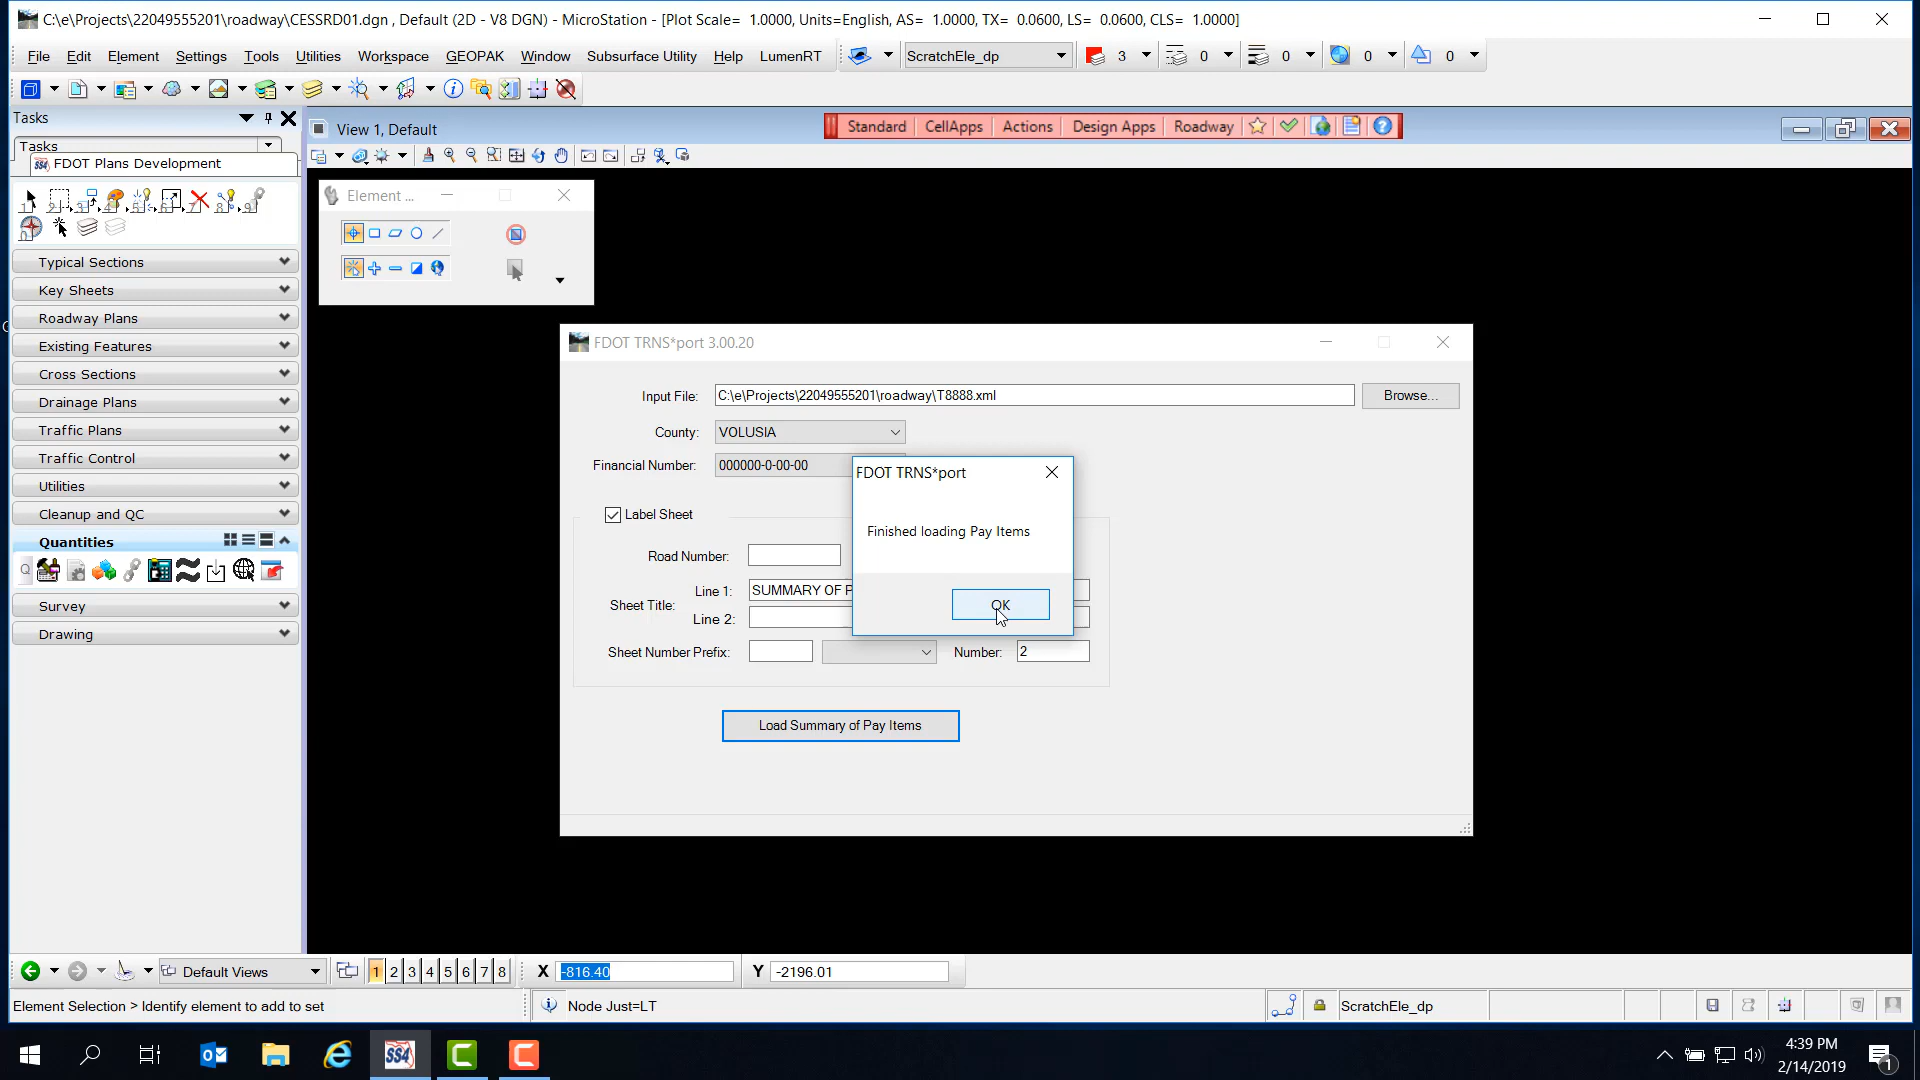 C:\e\Projects\22049555201\roadway\CESSRD01.dgn , Default (2D - V8 DGN) - MicroStation - [Plot Scale= 1.0000, Units=English, AS= 1.0000, TX= 0.0600, LS= 0.0600, CLS= 1.0000]
File Edit Element Settings Tools Utilities Workspace GEOPAK Window Subsurface Utility Help LumenRT ScratchEle_dp 3 0 0 0 0
Tasks
Tasks
FDOT Plans Development
View 1, Default
Standard CellApps Actions Design Apps Roadway
Element ...
Typical Sections
Key Sheets
Roadway Plans
Existing Features
Cross Sections
Drainage Plans
Traffic Plans
Traffic Control
Utilities
Cleanup and QC
Quantities
Survey
Drawing
FDOT TRNS*port 3.00.20
Input File: C:\e\Projects\22049555201\roadway\T8888.xml Browse...
County: VOLUSIA
Financial Number: 000000-0-00-00
Label Sheet
Road Number:
Sheet Title: Line 1: SUMMARY OF P
Line 2:
Sheet Number Prefix: Number: 2
Load Summary of Pay Items
FDOT TRNS*port
Finished loading Pay Items
OK
Default Views 1 2 3 4 5 6 7 8 X -816.40 Y -2196.01
Element Selection > Identify element to add to set Node Just=LT ScratchEle_dp
SS4
4:39 PM
2/14/2019
1